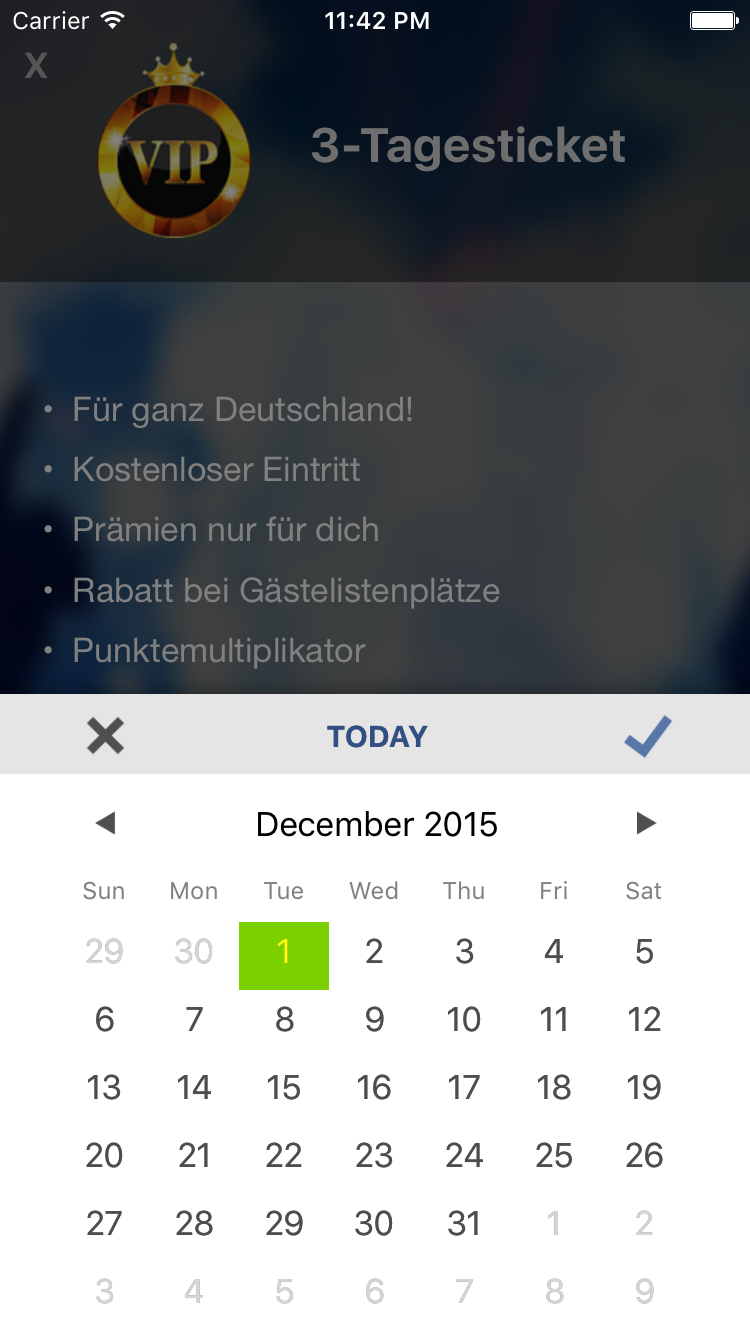 Carrier 11:42 PM
X
VIP
3-Tagesticket
• Für ganz Deutschland!
• Kostenloser Eintritt
• Prämien nur für dich
• Rabatt bei Gästelistenplätze
• Punktemultiplikator
TODAY
December 2015
Sun Mon Tue Wed Thu Fri Sat
29 30 1 2 3 4 5
6 7 8 9 10 11 12
13 14 15 16 17 18 19
20 21 22 23 24 25 26
27 28 29 30 31 1 2
3 4 5 6 7 8 9